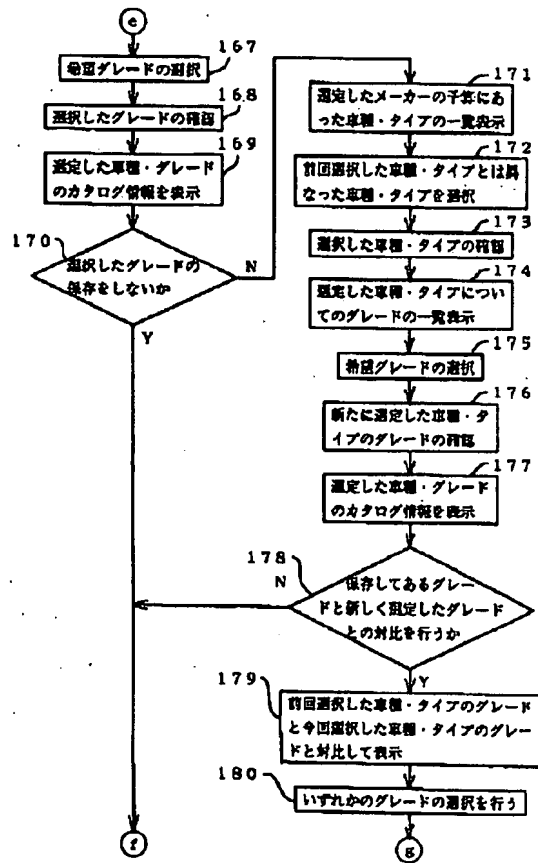 e
167
希望グレードの選択
168
選択したグレードの確認
169
選定した車種・グレード
のカタログ情報を表示
170
選択したグレードの
保存をしないか
N
Y
171
選定したメーカーの予算にあ
った車種・タイプの一覧表示
172
前回選択した車種・タイプとは異
なった車種・タイプを選択
173
選択した車種・タイプの確認
174
選定した車種・タイプについ
てのグレードの一覧表示
175
希望グレードの選択
176
新たに選定した車種・タ
イプのグレードの確認
177
選定した車種・グレード
のカタログ情報を表示
178
N
保存してあるグレー
ドと新しく選定したグレード
との対比を行うか
Y
179
前回選択した車種・タイプのグレード
と今回選択した車種・タイプのグレー
ドと対比して表示
180
いずれかのグレードの選択を行う
f
g